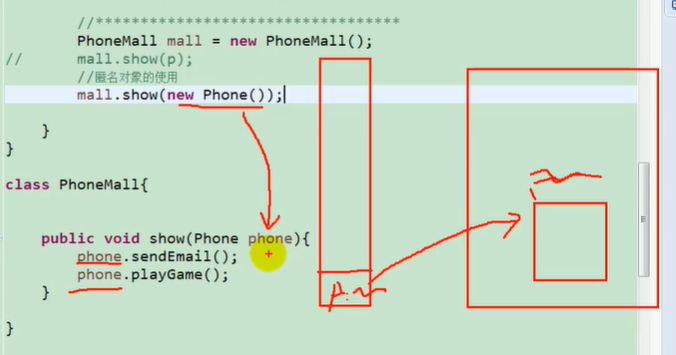 //*********************************
PhoneMall mall = new PhoneMall();
// mall.show(p);
//匿名对象的使用
mall.show(new Phone());
}
}
class PhoneMall{
public void show(Phone phone){
phone.sendEmail();
phone.playGame();
}
}